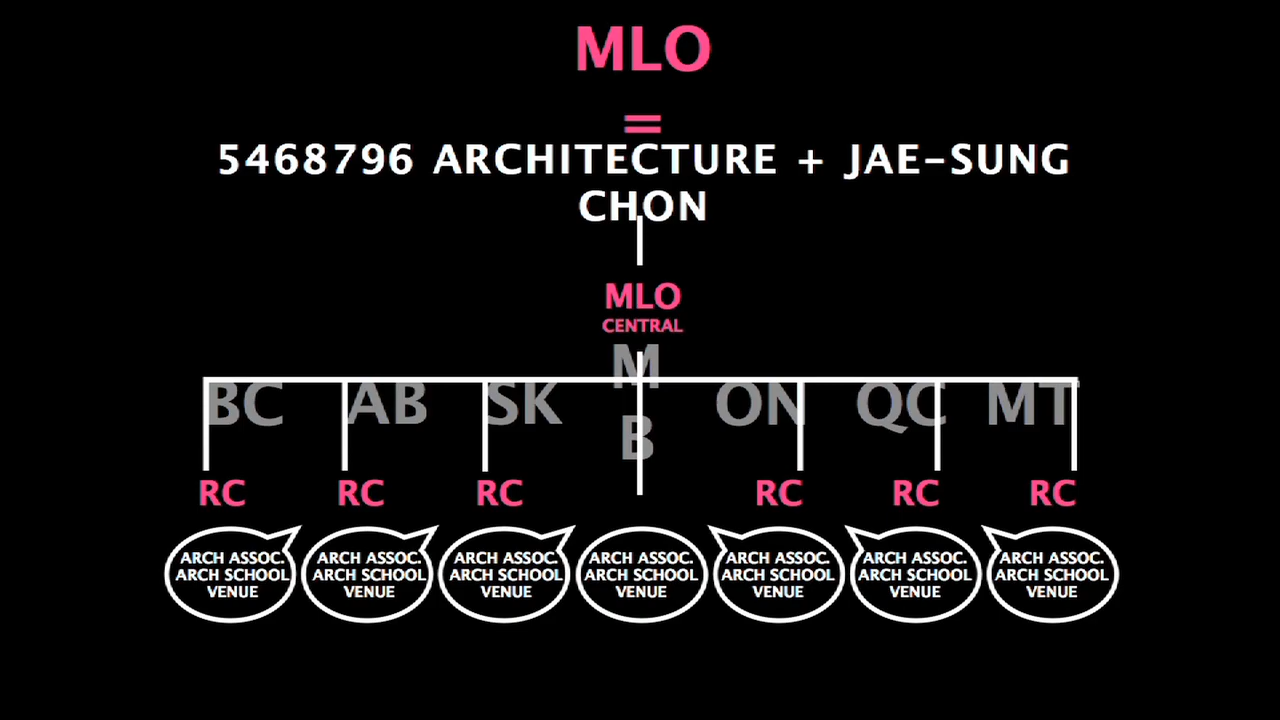 MLO
=
5468796 ARCHITECTURE + JAE-SUNG
CHON
MLO
CENTRAL
BC AB SK M ON QC MT
B
RC RC RC RC RC RC
ARCH ASSOC. ARCH ASSOC. ARCH ASSOC. ARCH ASSOC. ARCH ASSOC. ARCH ASSOC. ARCH ASSOC.
ARCH SCHOOL ARCH SCHOOL ARCH SCHOOL ARCH SCHOOL ARCH SCHOOL ARCH SCHOOL ARCH SCHOOL
VENUE VENUE VENUE VENUE VENUE VENUE VENUE